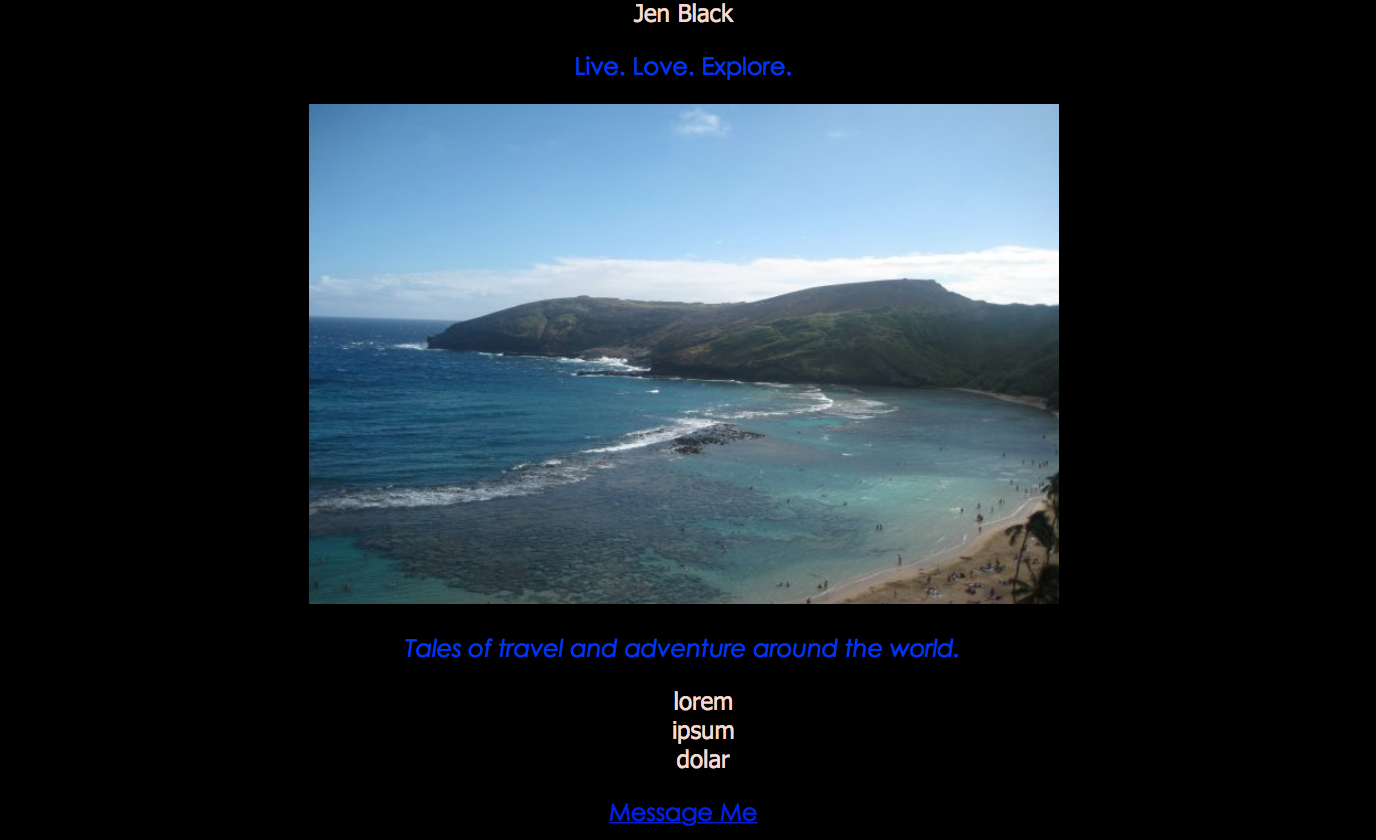 Jen Black
Live. Love. Explore.
Tales of travel and adventure around the world.
lorem
ipsum
dolar
Message Me